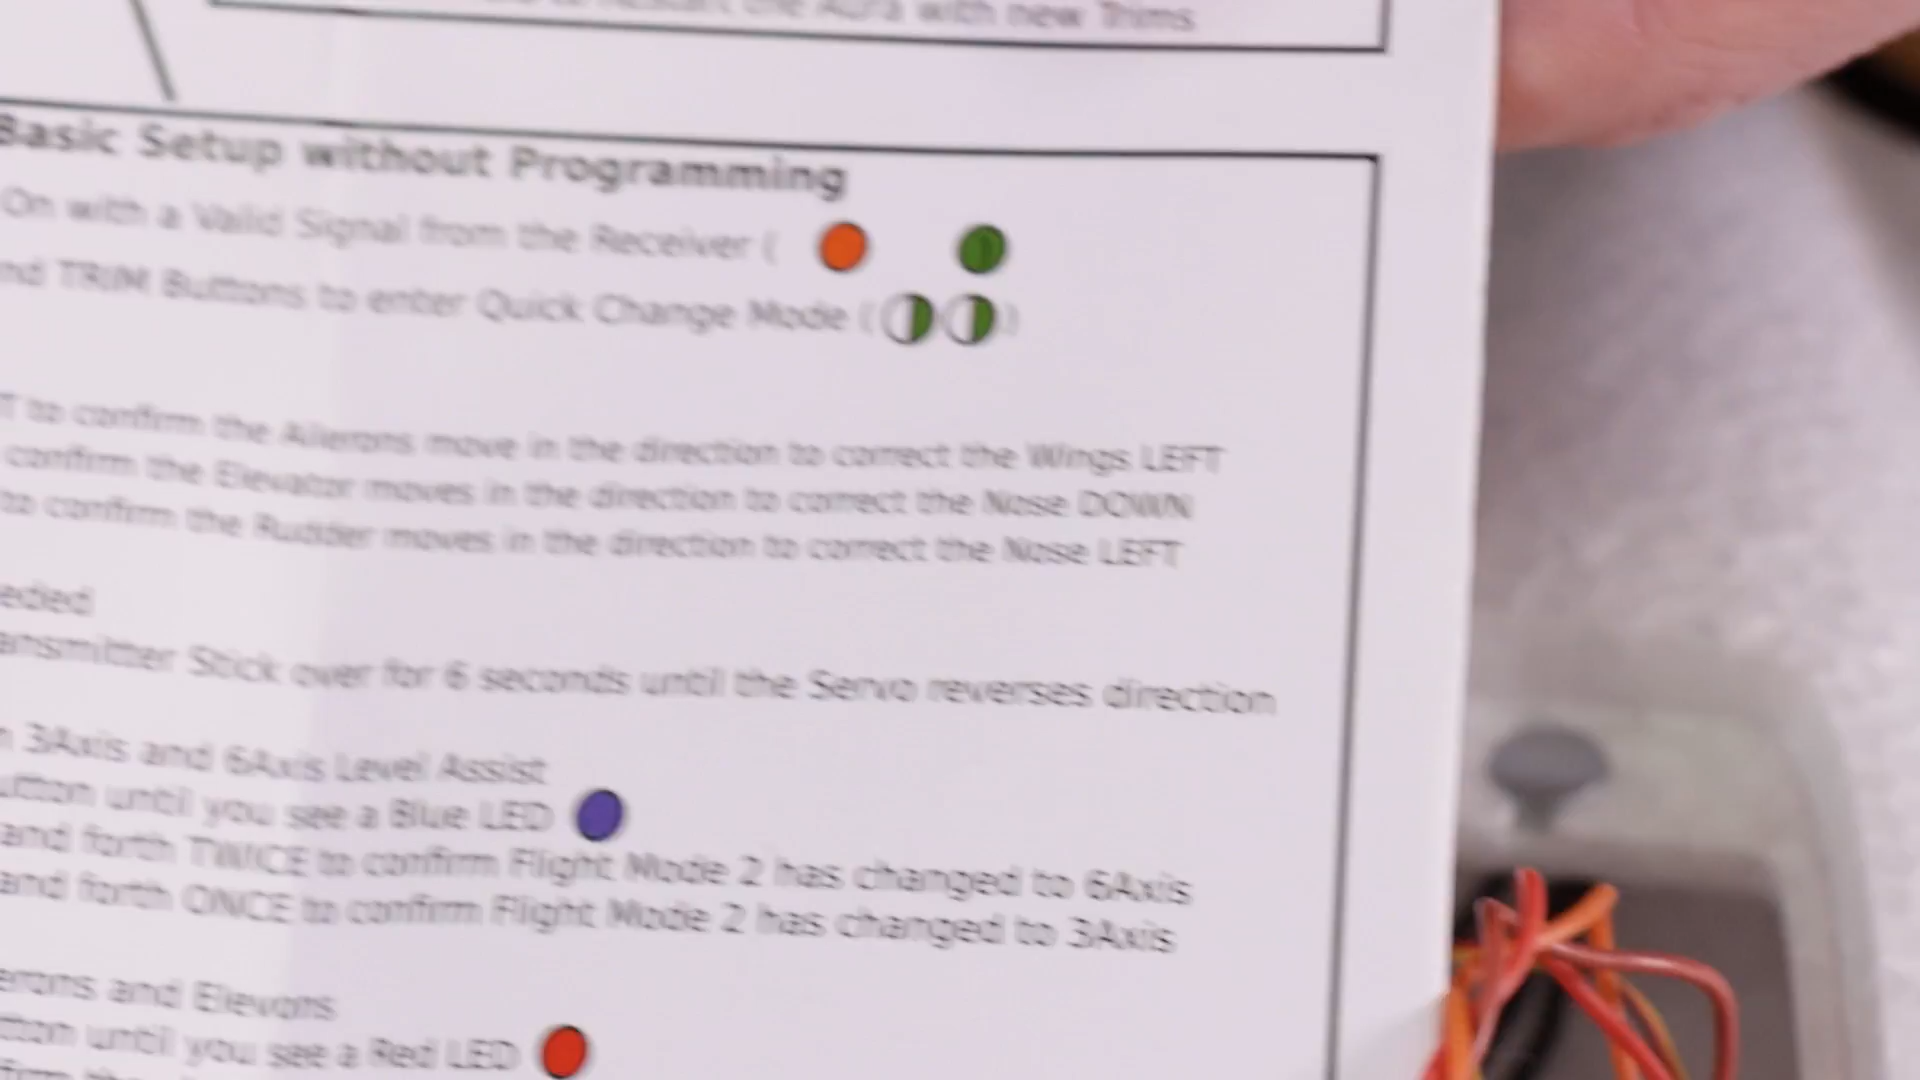 to Restart the Aura with new Trims
Basic Setup without Programming
On with a Valid Signal from the Receiver (
nd TRIM Buttons to enter Quick Change Mode ( )
T to confirm the Ailerons move in the direction to correct the Wings LEFT
confirm the Elevator moves in the direction to correct the Nose DOWN
to confirm the Rudder moves in the direction to correct the Nose LEFT
eded
ansmitter Stick over for 6 seconds until the Servo reverses direction
n 3Axis and 6Axis Level Assist
utton until you see a Blue LED
and forth TWICE to confirm Flight Mode 2 has changed to 6Axis
and forth ONCE to confirm Flight Mode 2 has changed to 3Axis
erons and Elevons
tton until you see a Red LED